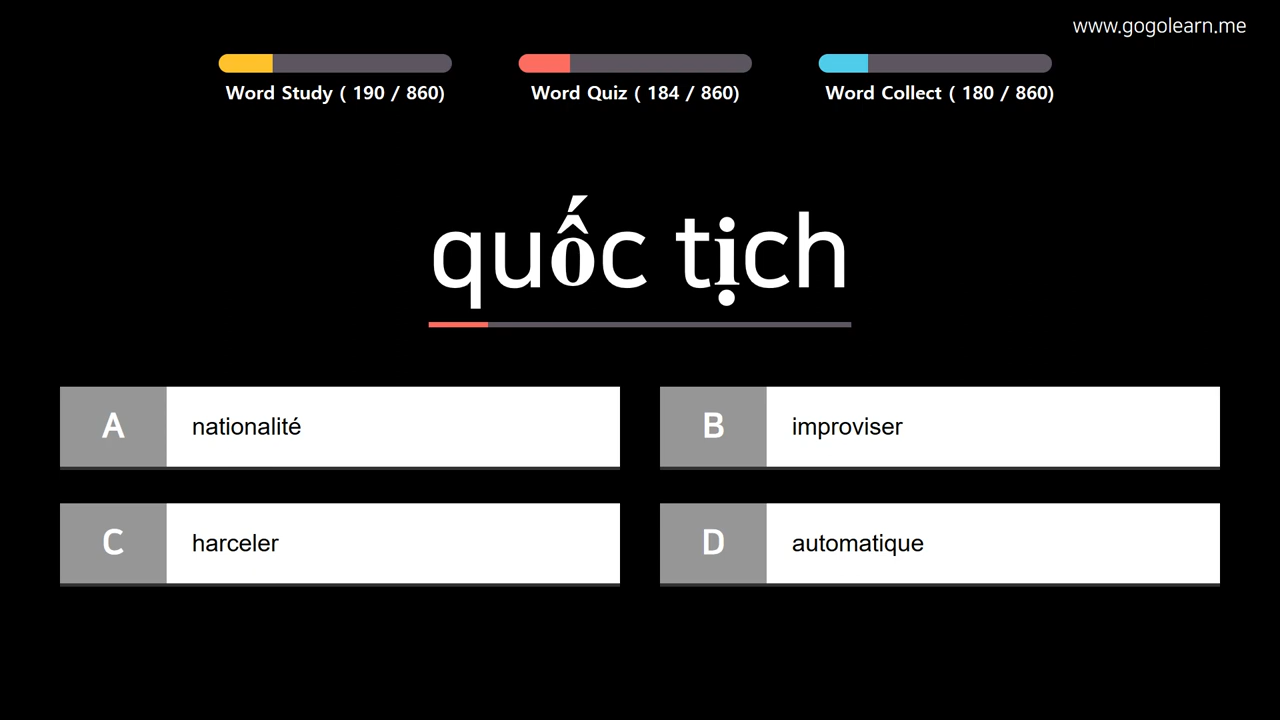 www.gogolearn.me
Word Study ( 190 / 860)
Word Quiz ( 184 / 860)
Word Collect ( 180 / 860)
quốc tịch
A nationalité
B improviser
C harceler
D automatique